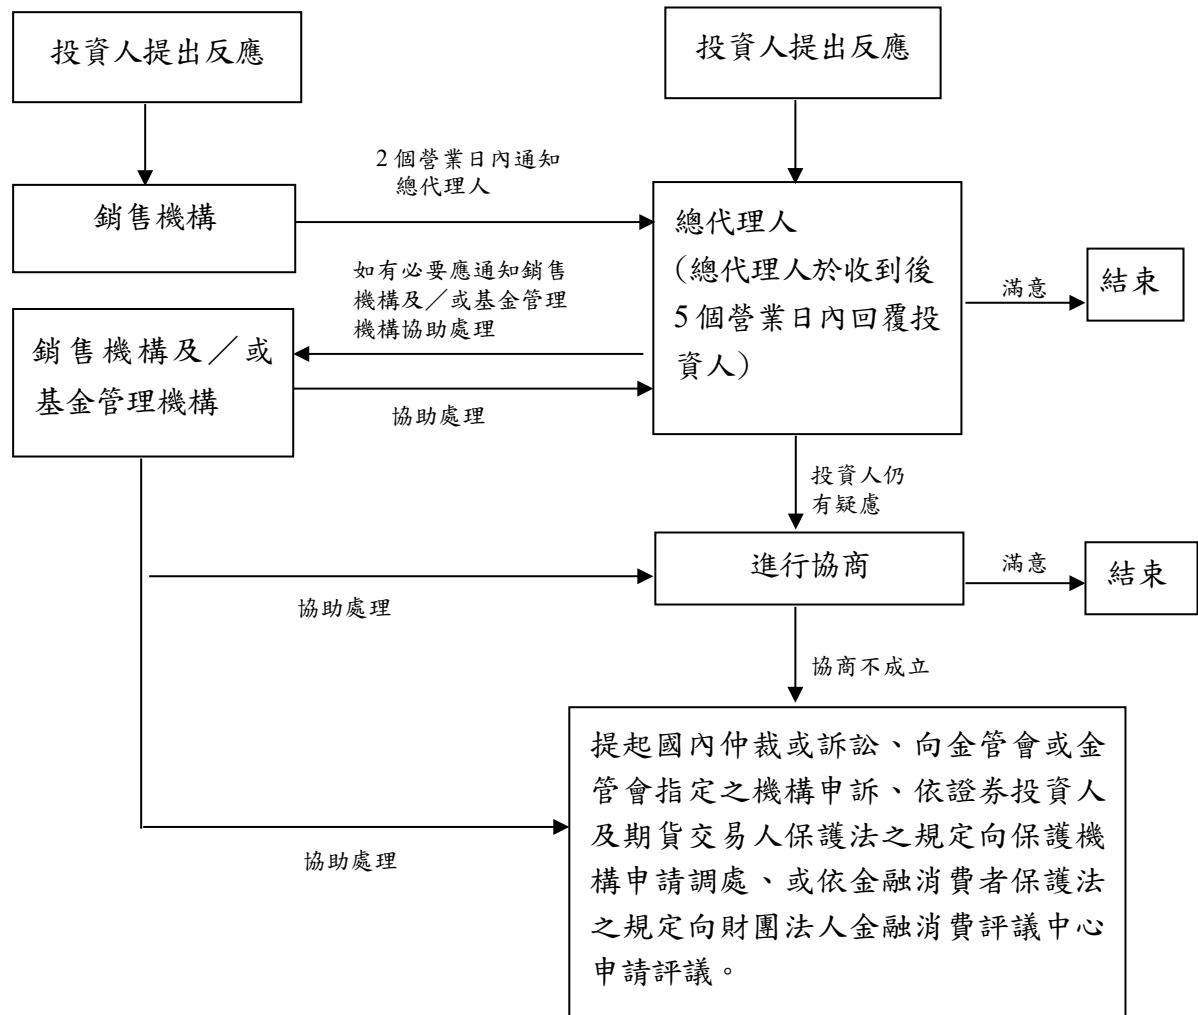 投資人提出反應
投資人提出反應
2 個營業日內通知
總代理人
銷售機構
總代理人
（總代理人於收到後
5 個營業日內回覆投
資人）
滿意
結束
如有必要應通知銷售
機構及／或基金管理
機構協助處理
銷售機構及／或
基金管理機構
協助處理
投資人仍
有疑慮
進行協商
滿意
結束
協助處理
協商不成立
提起國內仲裁或訴訟、向金管會或金
管會指定之機構申訴、依證券投資人
及期貨交易人保護法之規定向保護機
構申請調處、或依金融消費者保護法
之規定向財團法人金融消費評議中心
申請評議。
協助處理